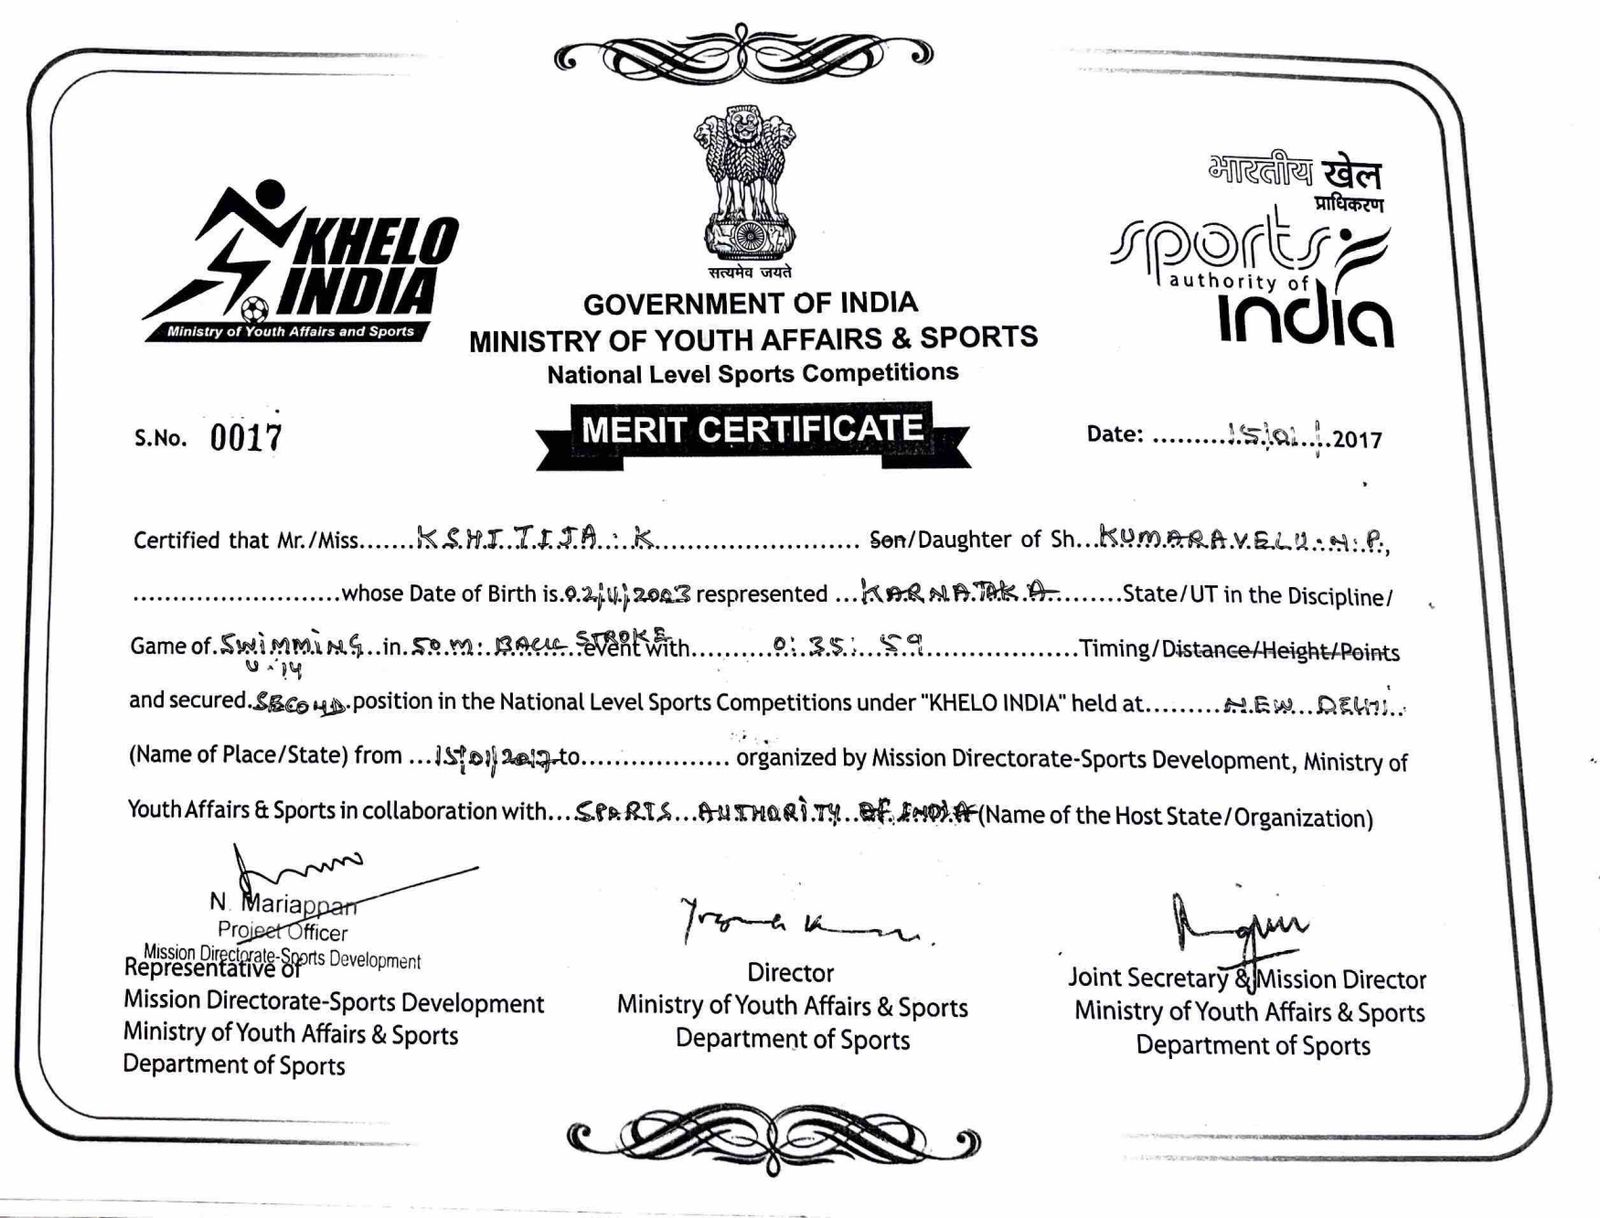 KHELO
INDIA
Ministry of Youth Affairs and Sports
सत्यमेव जयते
भारतीय खेल
प्राधिकरण
sports
authority of
india
GOVERNMENT OF INDIA
MINISTRY OF YOUTH AFFAIRS & SPORTS
National Level Sports Competitions
S.No. 0017
MERIT CERTIFICATE
Date: .........15/01/...2017
Certified that Mr./Miss.......KSHITIJA. K......................... Son/Daughter of Sh...KUMARAVELU. N. P.,
..........................whose Date of Birth is.02/11/2003 respresented ...KARNATAKA.........State/UT in the Discipline/
Game of.SWIMMING..in.50 M. BACK STROKE event with..........0:35:59...................Timing/Distance/Height/Points
U-14
and secured.SECOND.position in the National Level Sports Competitions under "KHELO INDIA" held at.........NEW DELHI..
(Name of Place/State) from ...15/01/2017 to.................. organized by Mission Directorate-Sports Development, Ministry of
Youth Affairs & Sports in collaboration with...SPORTS AUTHORITY OF INDIA (Name of the Host State/Organization)
N. Mariappan
Project Officer
Mission Directorate-Sports Development
Representative of
Mission Directorate-Sports Development
Ministry of Youth Affairs & Sports
Department of Sports
Director
Ministry of Youth Affairs & Sports
Department of Sports
Joint Secretary & Mission Director
Ministry of Youth Affairs & Sports
Department of Sports